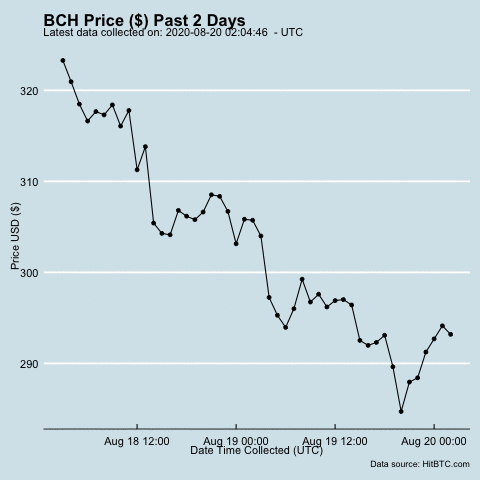 BCH Price ($) Past 2 Days
Latest data collected on: 2020-08-20 02:04:46 - UTC
Price USD ($)
320
310
300
290
Aug 18 12:00 Aug 19 00:00 Aug 19 12:00 Aug 20 00:00
Date Time Collected (UTC)
Data source: HitBTC.com